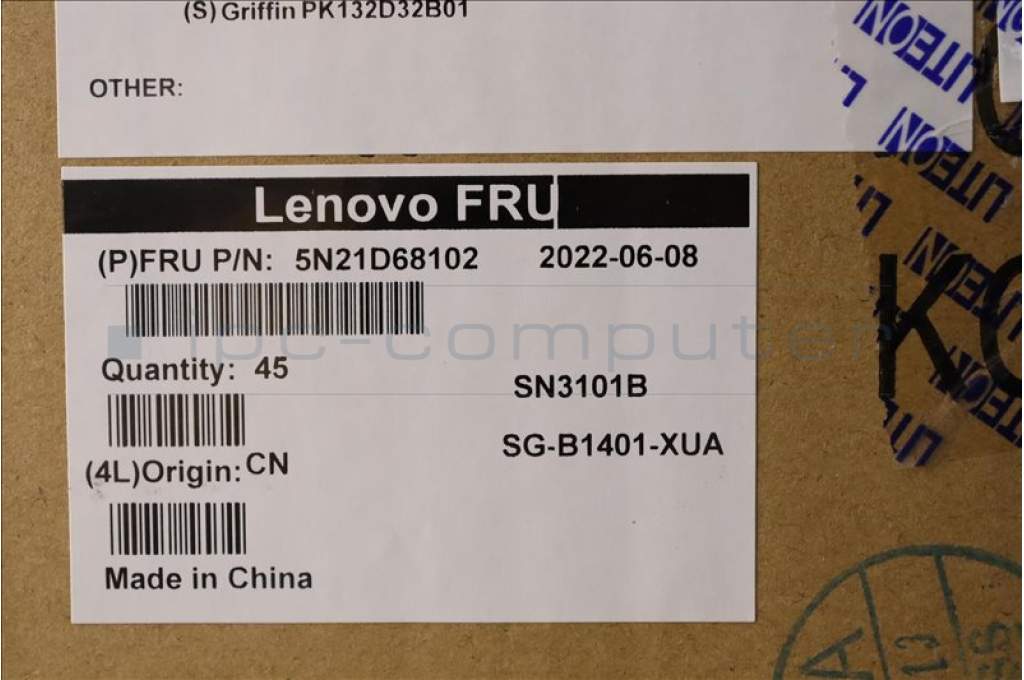 (S) Griffin PK132D32B01
OTHER:
Lenovo FRU
(P)FRU P/N: 5N21D68102 2022-06-08
Quantity: 45
SN3101B
SG-B1401-XUA
(4L)Origin: CN
Made in China
ipc-computer
LITEON
LITEON
LITEON
LITEON